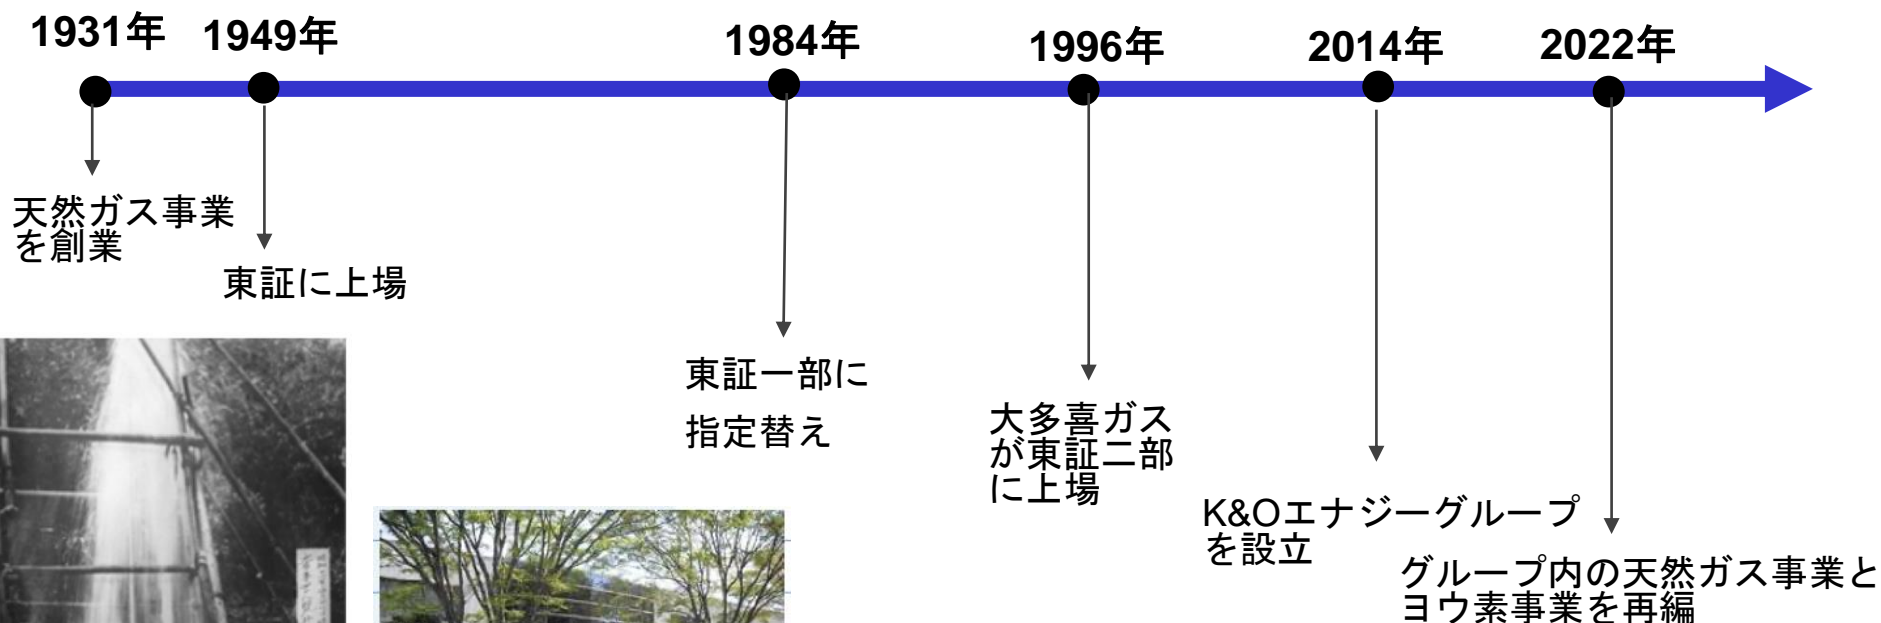 1931年
1949年
1984年
1996年
2014年
2022年
天然ガス事業
を創業
東証に上場
東証一部に
指定替え
大多喜ガス
が東証二部
に上場
K&Oエナジーグループ
を設立
グループ内の天然ガス事業と
ヨウ素事業を再編